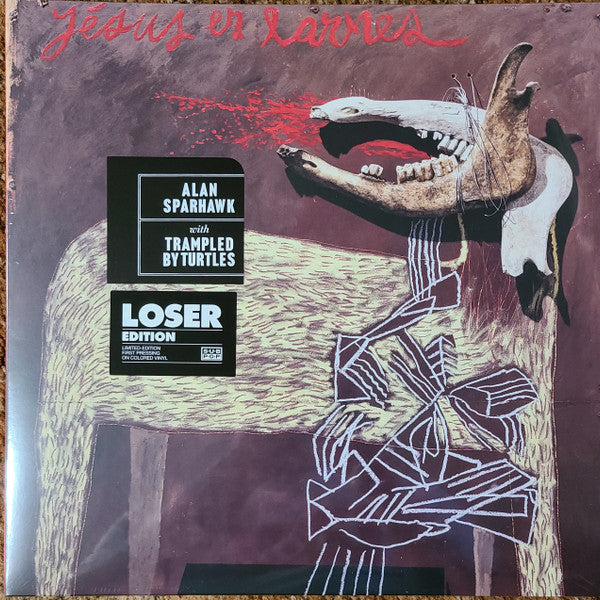 Jésus en larmes
ALAN
SPARHAWK
with
TRAMPLED
BY TURTLES
LOSER
EDITION
LIMITED-EDITION
FIRST PRESSING
ON COLORED VINYL
SUB
POP